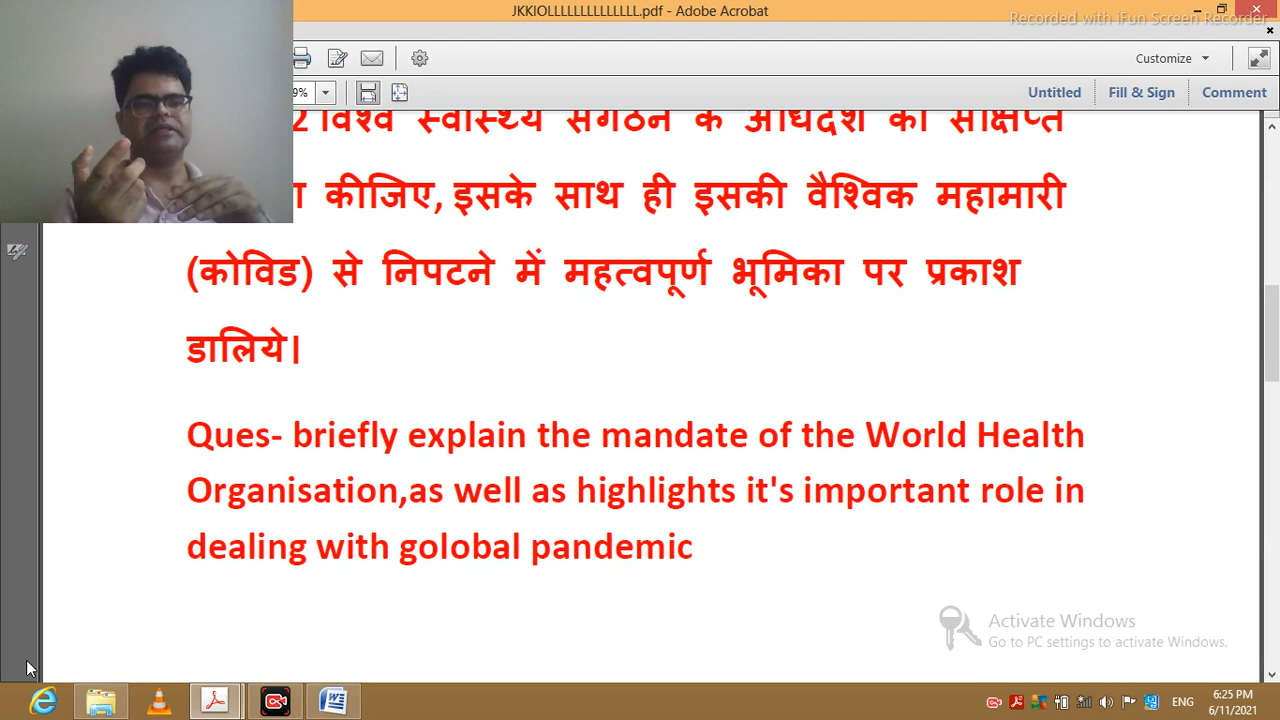 JKKIOLLLLLLLLLLLLLL.pdf - Adobe Acrobat
Recorded with iFun Screen Recorder
Customize
9%
Untitled
Fill & Sign
Comment
2 विश्व स्वास्थ्य संगठन के अधिदेश की संक्षिप्त
कीजिए, इसके साथ ही इसकी वैश्विक महामारी
(कोविड) से निपटने में महत्वपूर्ण भूमिका पर प्रकाश
डालिये।
Ques- briefly explain the mandate of the World Health
Organisation,as well as highlights it's important role in
dealing with golobal pandemic
Activate Windows
Go to PC settings to activate Windows.
ENG
6:25 PM
6/11/2021